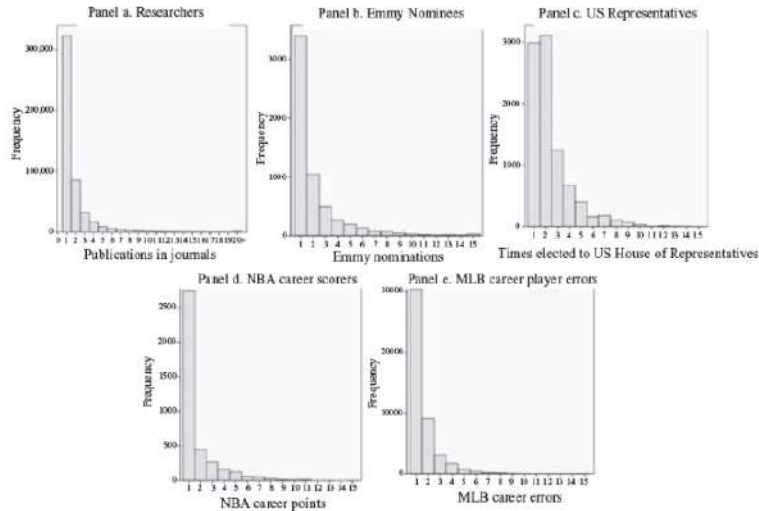 Panel a. Researchers
300,000
200,000
100,000
0
Frequency
0 1 2 3 4 5 6 7 8 9 10 11 12 13 14 15 16 17 18 19 20+
Publications in journals
Panel b. Emmy Nominees
3000
2000
1000
0
Frequency
1 2 3 4 5 6 7 8 9 10 11 12 13 14 15
Emmy nominations
Panel c. US Representatives
3000
2000
1000
0
Frequency
1 2 3 4 5 6 7 8 9 10 11 12 13 14 15
Times elected to US House of Representatives
Panel d. NBA career scorers
2500
2000
1500
1000
500
0
Frequency
1 2 3 4 5 6 7 8 9 10 11 12 13 14 15
NBA career points
Panel e. MLB career player errors
30000
20000
10000
0
Frequency
1 2 3 4 5 6 7 8 9 10 11 12 13 14 15
MLB career errors